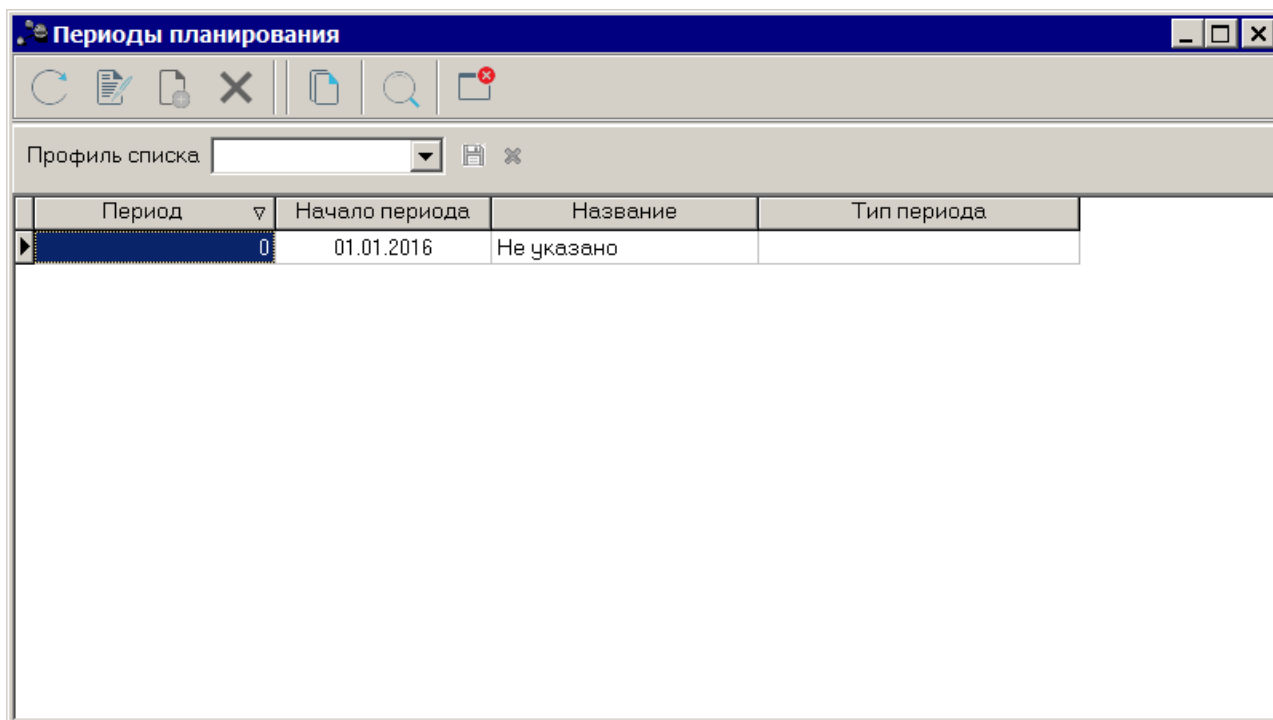 Периоды планирования
Профиль списка
Период Начало периода Название Тип периода
0 01.01.2016 Не указано